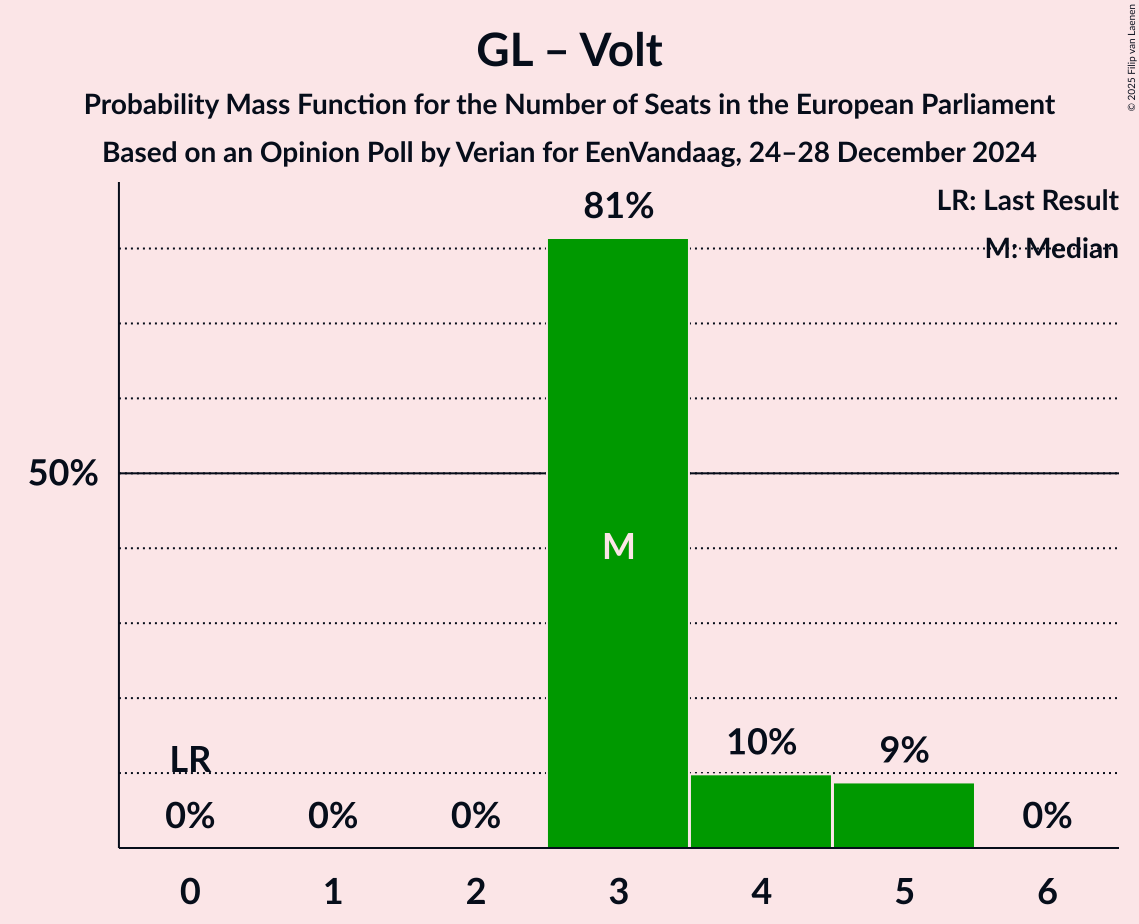 GL – Volt
Probability Mass Function for the Number of Seats in the European Parliament
Based on an Opinion Poll by Verian for EenVandaag, 24–28 December 2024
© 2025 Filip van Laenen
LR: Last Result
M: Median
81%
50%
M
LR
10%
9%
0%
0%
0%
0%
0 1 2 3 4 5 6